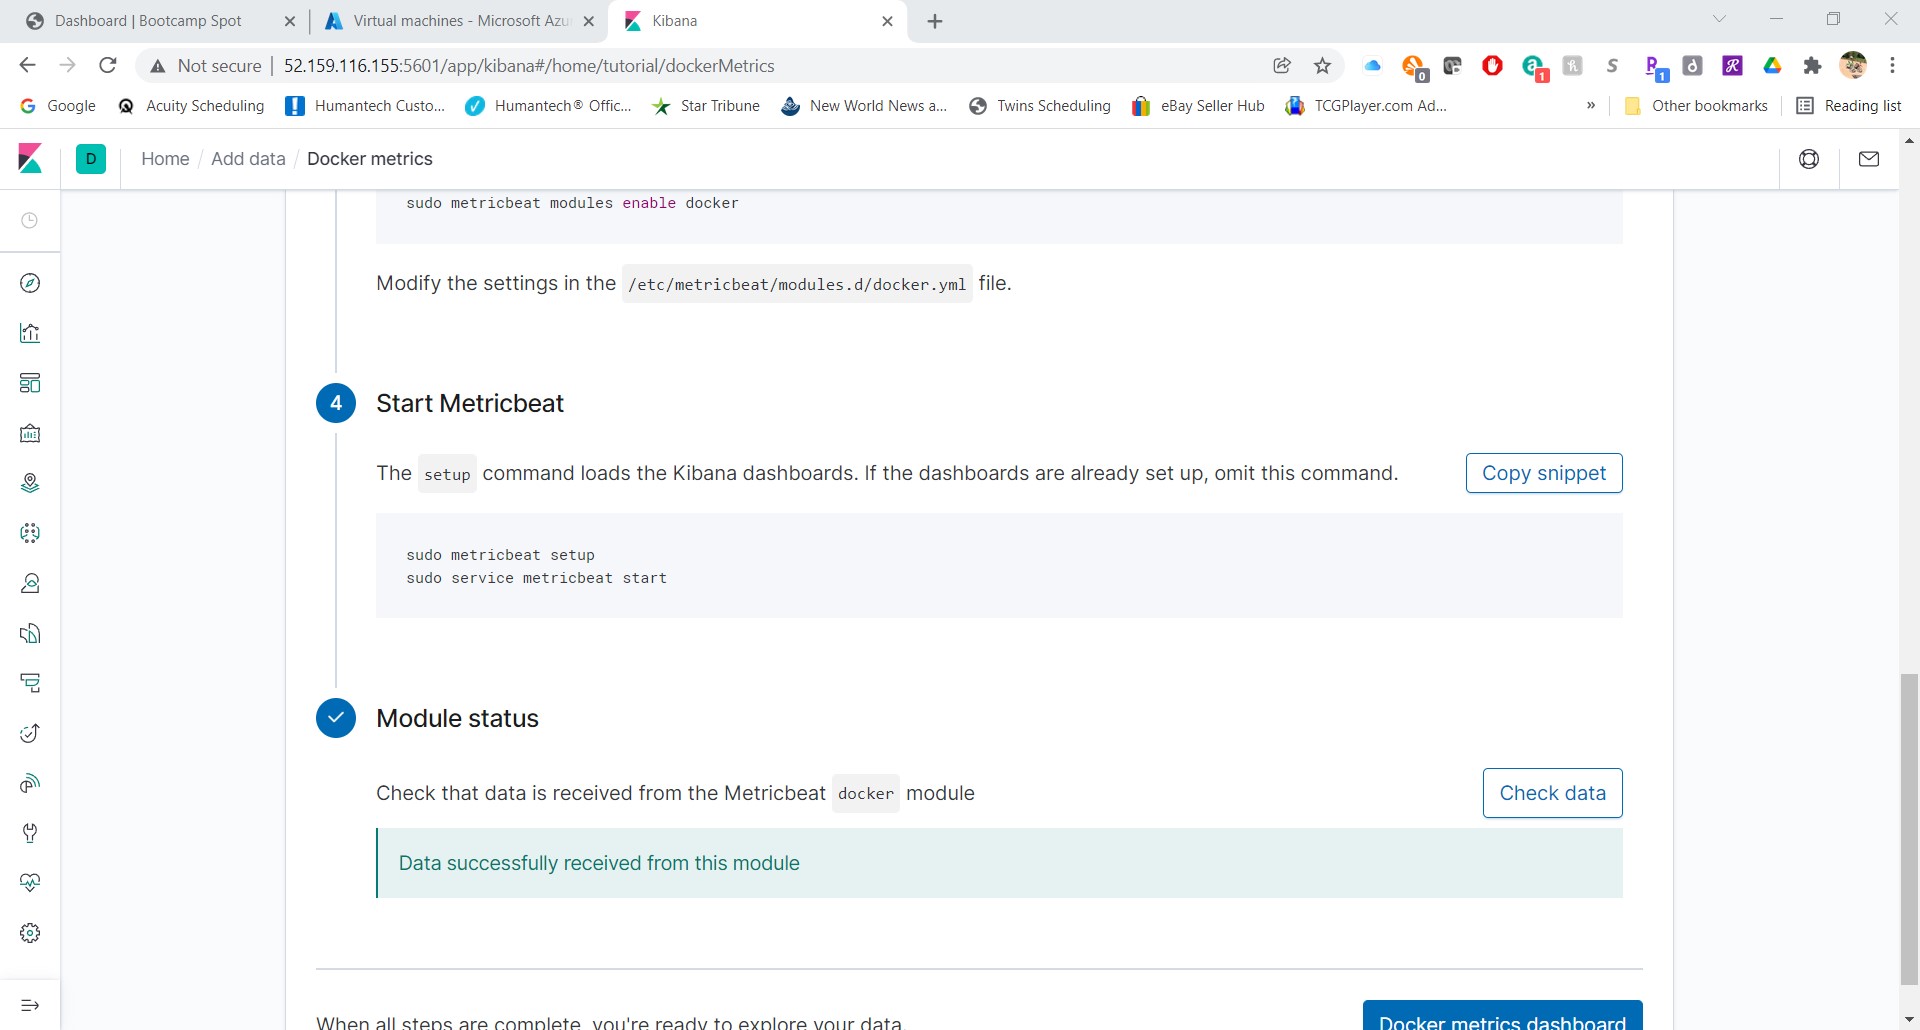 Dashboard | Bootcamp Spot
Virtual machines - Microsoft Azu
Kibana
Not secure
52.159.116.155:5601/app/kibana#/home/tutorial/dockerMetrics
0
1
1
Google
Acuity Scheduling
Humantech Custo...
Humantech® Offic...
Star Tribune
New World News a...
Twins Scheduling
eBay Seller Hub
TCGPlayer.com Ad...
»
Other bookmarks
Reading list
D
Home / Add data / Docker metrics
sudo metricbeat modules enable docker
Modify the settings in the /etc/metricbeat/modules.d/docker.yml file.
4
Start Metricbeat
The setup command loads the Kibana dashboards. If the dashboards are already set up, omit this command.
Copy snippet
sudo metricbeat setup
sudo service metricbeat start
Module status
Check that data is received from the Metricbeat docker module
Check data
Data successfully received from this module
When all steps are complete, you're ready to explore your data.
Docker metrics dashboard